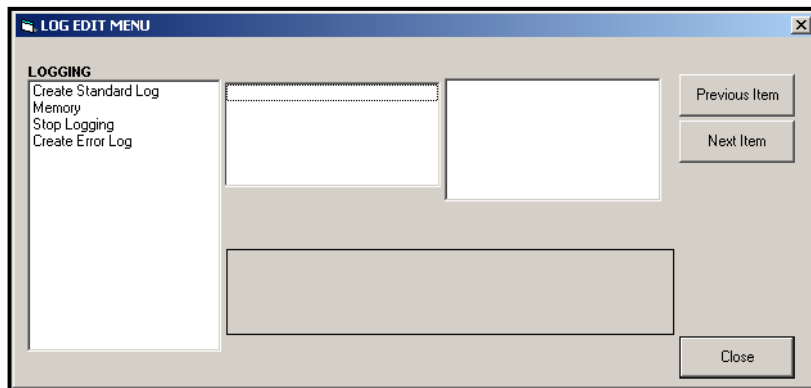 LOG EDIT MENU
LOGGING
Create Standard Log
Memory
Stop Logging
Create Error Log
Previous Item
Next Item
Close